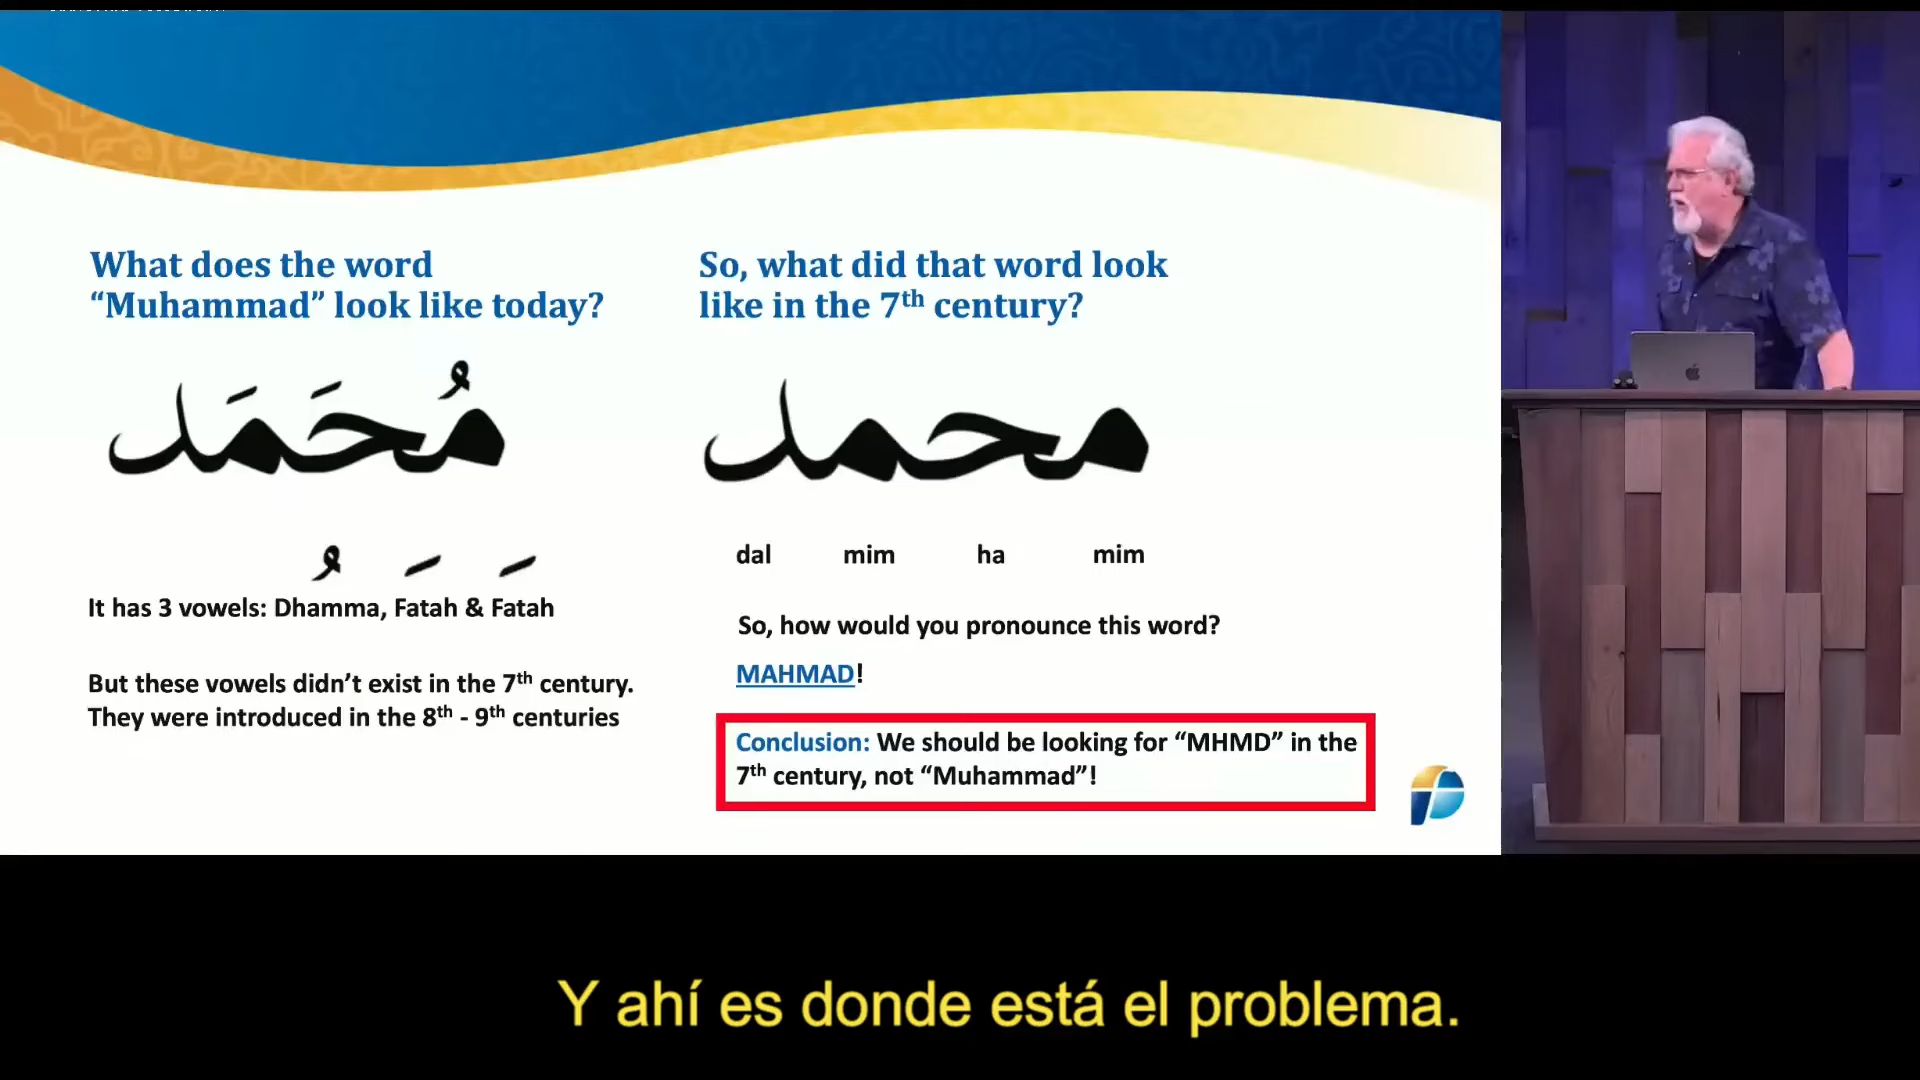 What does the word
“Muhammad” look like today?
مُحَمَد
It has 3 vowels: Dhamma, Fatah & Fatah
But these vowels didn’t exist in the 7th century.
They were introduced in the 8th - 9th centuries
So, what did that word look
like in the 7th century?
محمد
dal mim ha mim
So, how would you pronounce this word?
MAHMAD!
Conclusion: We should be looking for “MHMD” in the
7th century, not “Muhammad”!
Y ahí es donde está el problema.